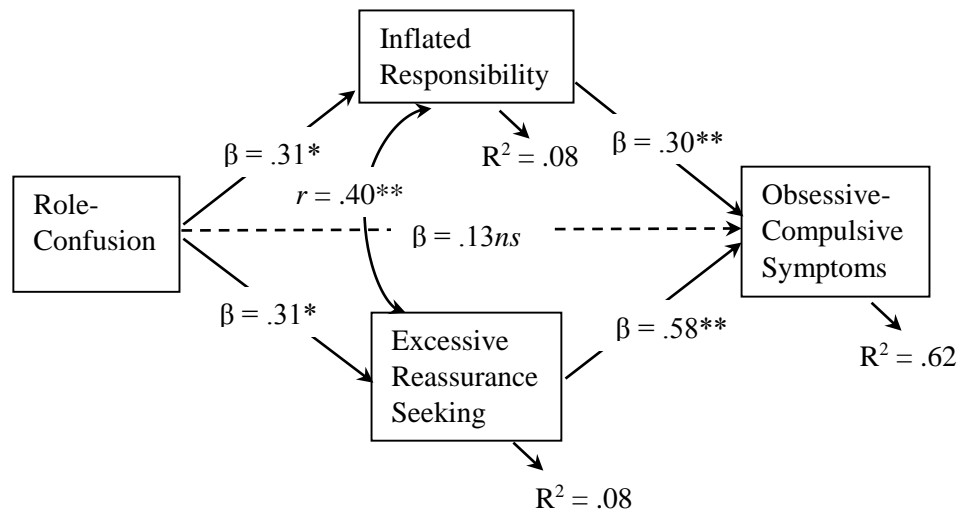 Inflated
Responsibility
β = .31*
R² = .08
β = .30**
r = .40**
Role-
Confusion
β = .13ns
Obsessive-
Compulsive
Symptoms
β = .31*
Excessive
Reassurance
Seeking
β = .58**
R² = .62
R² = .08